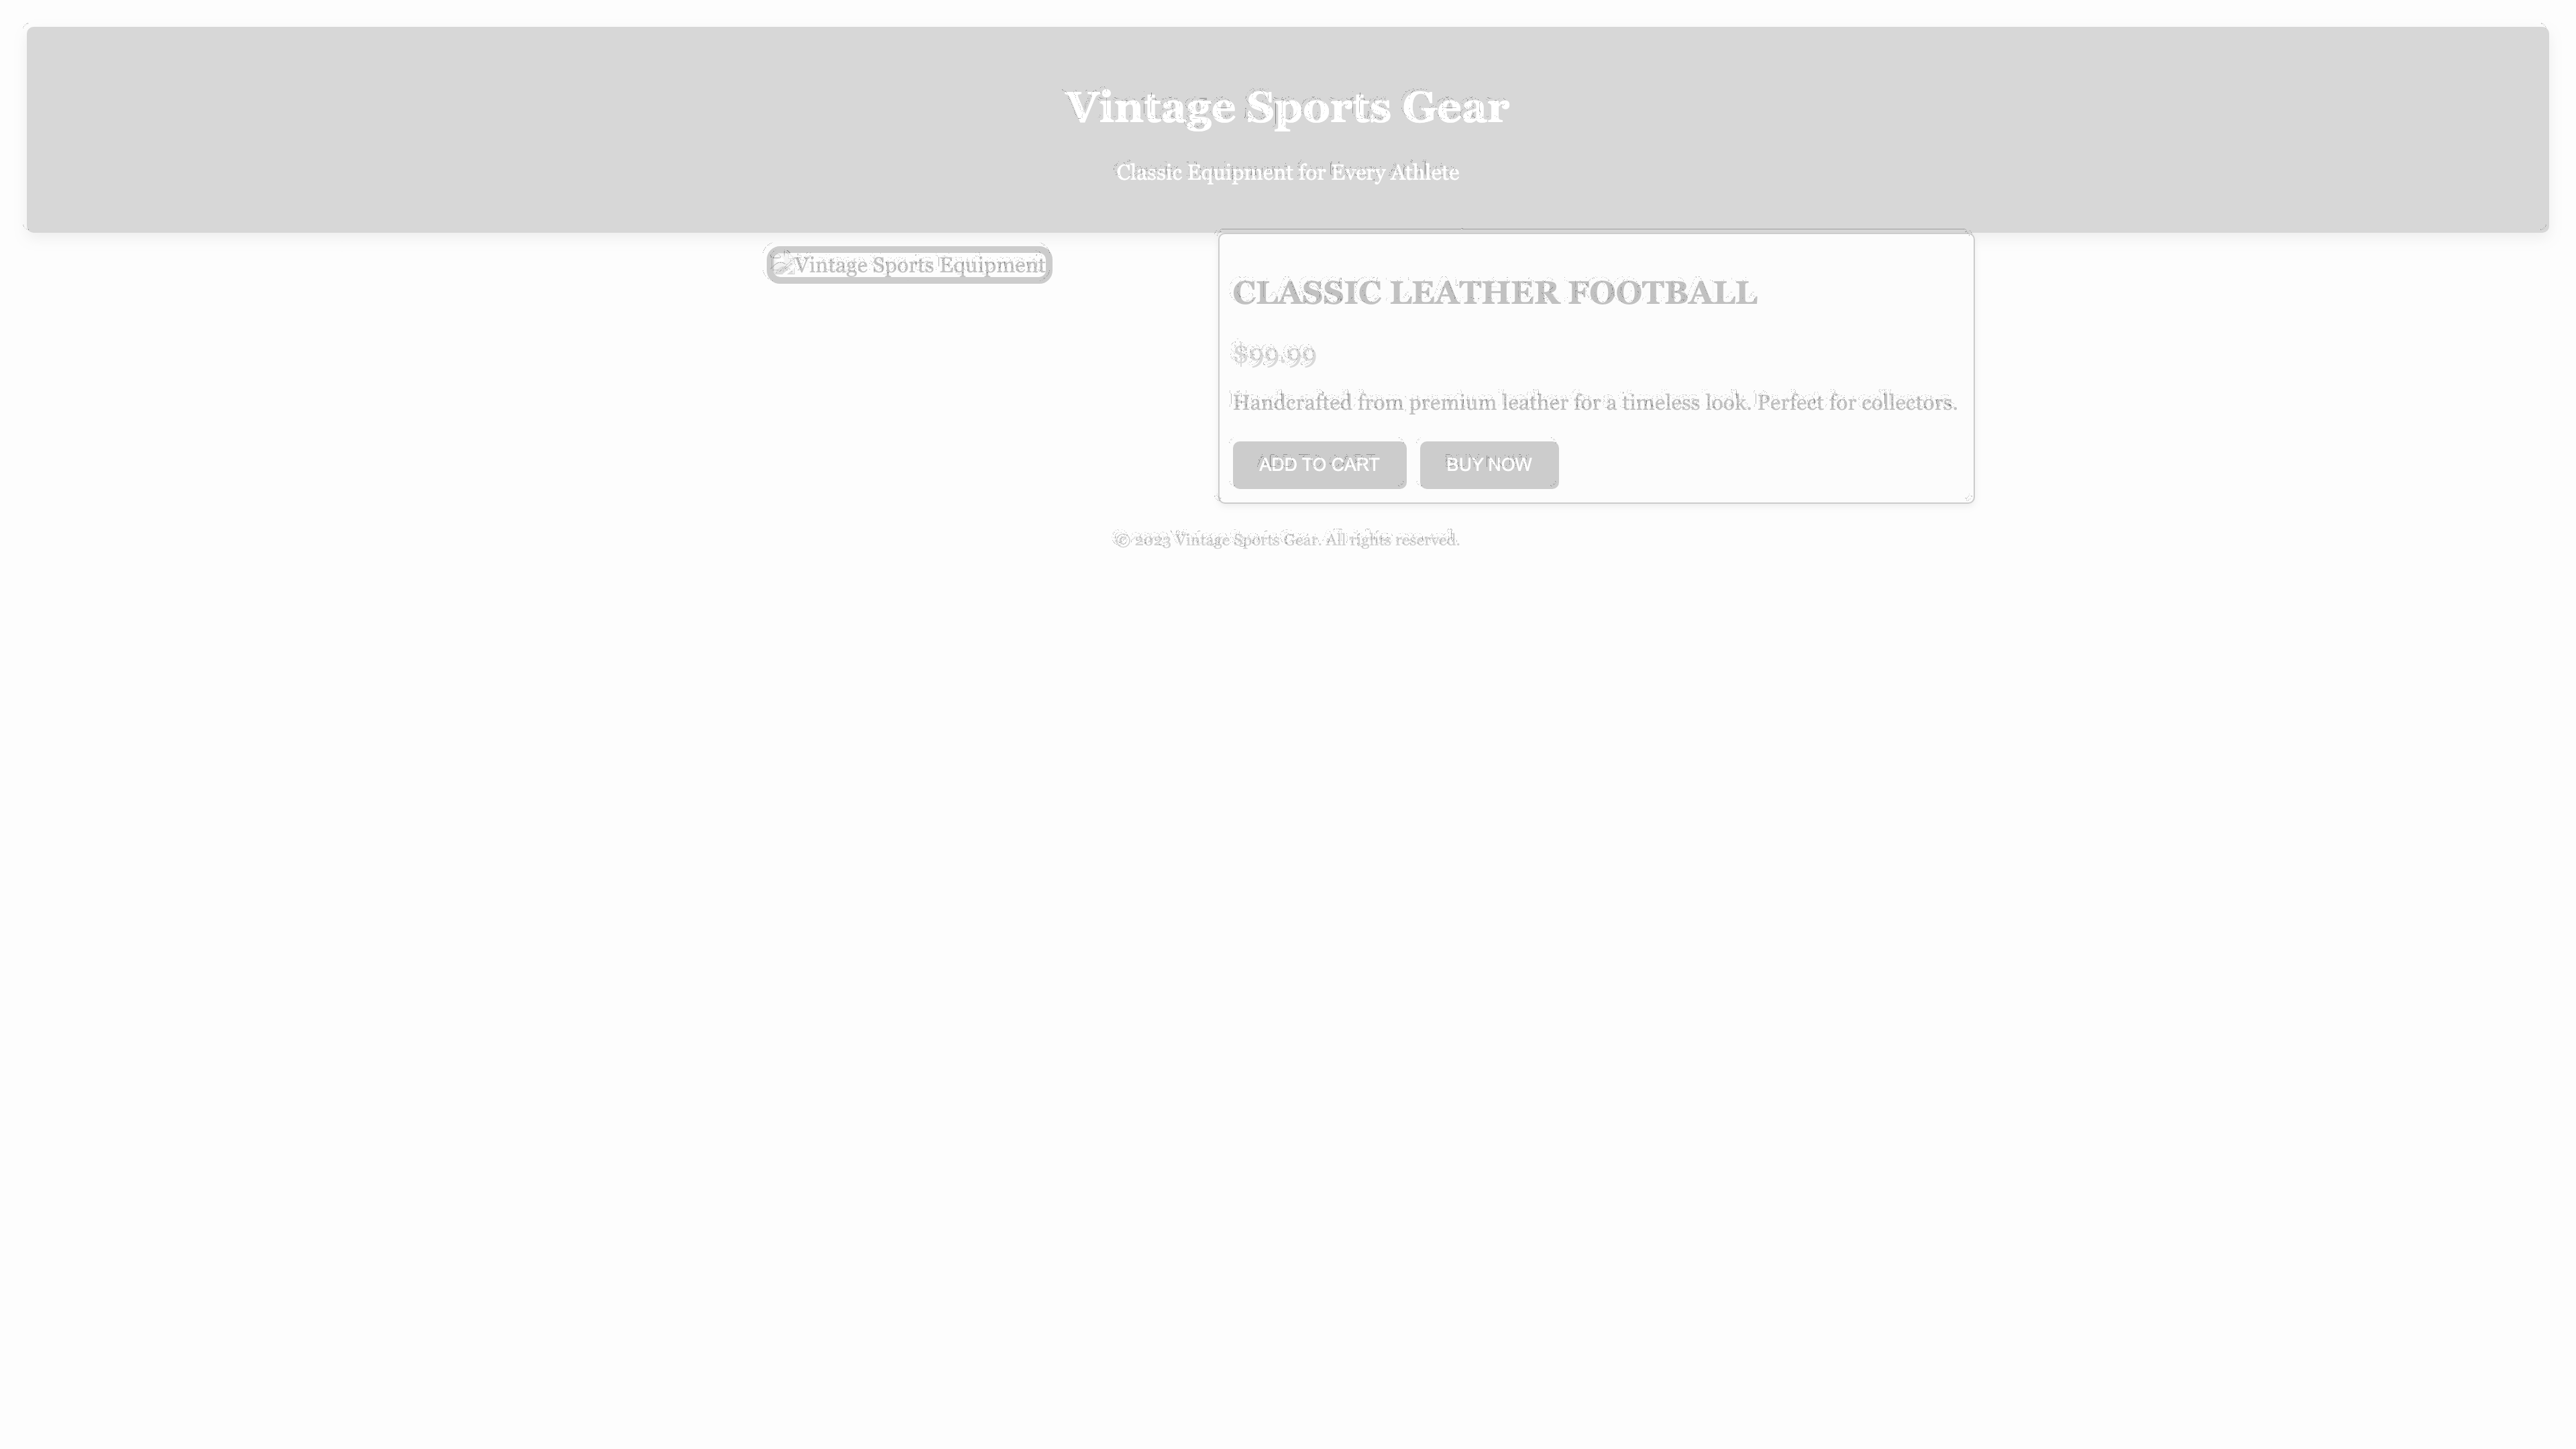 Vintage Sports Gear
Classic Equipment for Every Athlete
Vintage Sports Equipment
CLASSIC LEATHER FOOTBALL
$99.99
Handcrafted from premium leather for a timeless look. Perfect for collectors.
ADD TO CART
BUY NOW
© 2023 Vintage Sports Gear. All rights reserved.